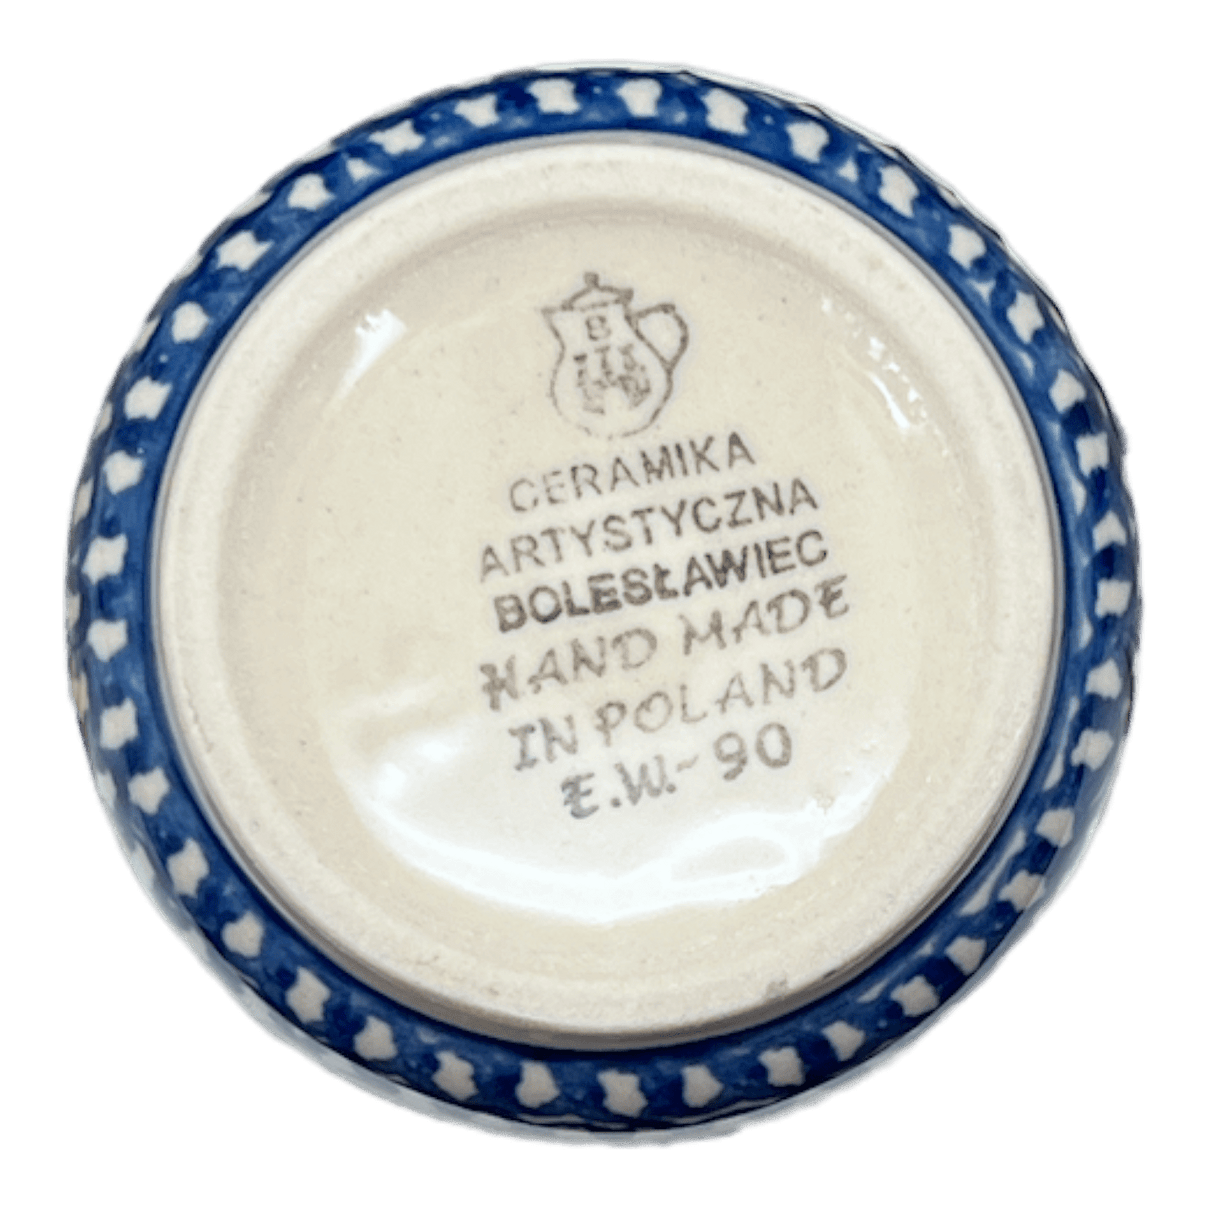 B
CERAMIKA
ARTYSTYCZNA
BOLESŁAWIEC
HAND MADE
IN POLAND
E.W.-90